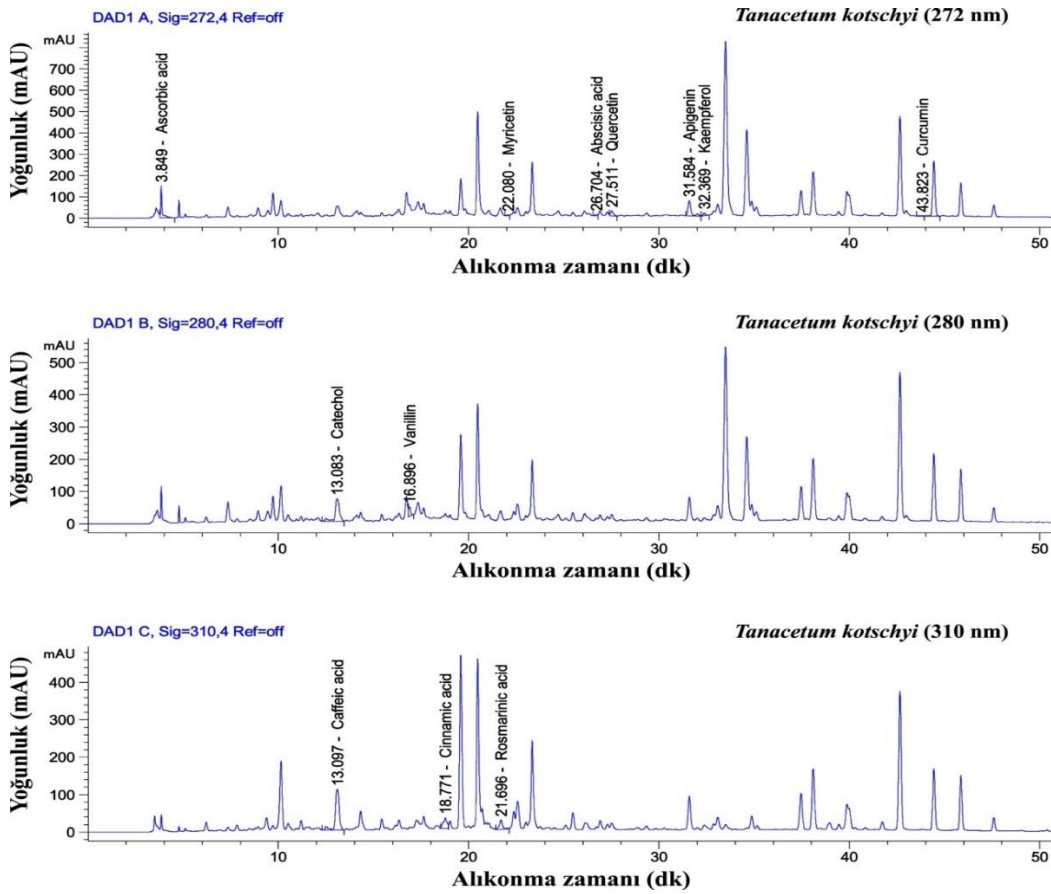 DAD1 A, Sig=272,4 Ref=off
Tanacetum kotschyi (272 nm)
mAU
700
600
500
400
300
200
100
0
Yoğunluk (mAU)
3.849 - Ascorbic acid
22.080 - Myricetin
26.704 - Abscisic acid
27.511 - Quercetin
31.584 - Apigenin
32.369 - Kaempferol
43.823 - Curcumin
10 20 30 40 50
Alıkonma zamanı (dk)
DAD1 B, Sig=280,4 Ref=off
Tanacetum kotschyi (280 nm)
mAU
500
400
300
200
100
0
Yoğunluk (mAU)
13.083 - Catechol
16.896 - Vanillin
10 20 30 40 50
Alıkonma zamanı (dk)
DAD1 C, Sig=310,4 Ref=off
Tanacetum kotschyi (310 nm)
mAU
400
300
200
100
0
Yoğunluk (mAU)
13.097 - Caffeic acid
18.771 - Cinnamic acid
21.696 - Rosmarinic acid
10 20 30 40 50
Alıkonma zamanı (dk)